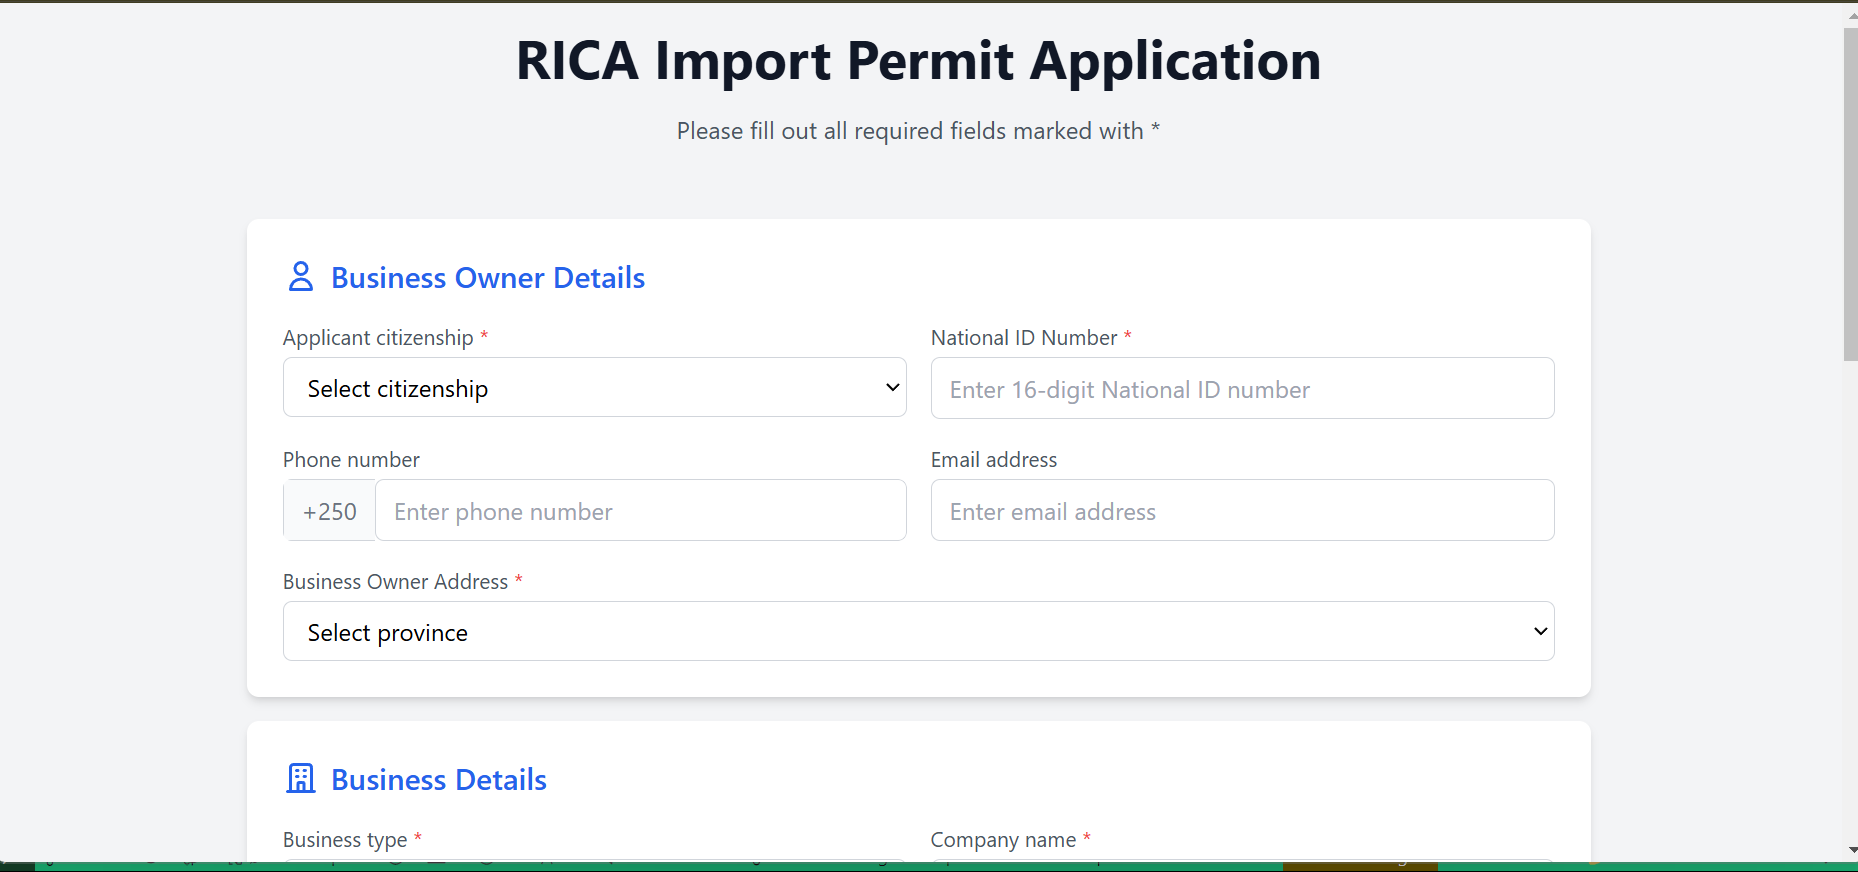 RICA Import Permit Application
Please fill out all required fields marked with *
Business Owner Details
Applicant citizenship *
National ID Number *
Select citizenship
Enter 16-digit National ID number
Phone number
Email address
+250
Enter phone number
Enter email address
Business Owner Address *
Select province
Business Details
Business type *
Company name *